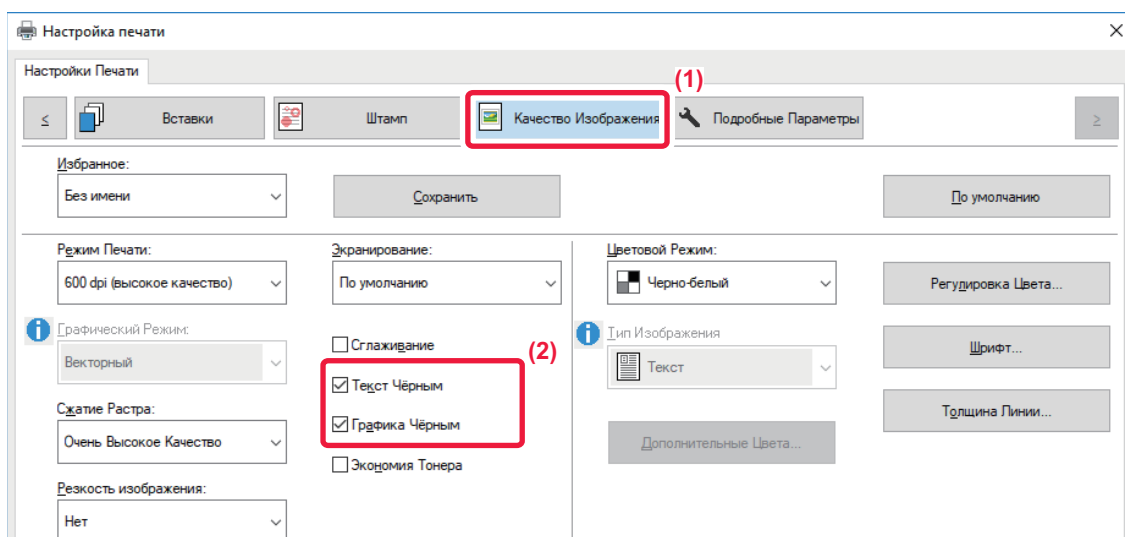 Настройка печати
Настройки Печати
(1)
≤ Вставки Штамп Качество Изображения Подробные Параметры ≥
Избранное:
Без имени Сохранить По умолчанию
Режим Печати: Экранирование: Цветовой Режим:
600 dpi (высокое качество) По умолчанию Черно-белый Регулировка Цвета...
Графический Режим: Сглаживание Тип Изображения
Векторный (2) Текст Шрифт...
Текст Чёрным
Сжатие Растра: Графика Чёрным Толщина Линии...
Очень Высокое Качество Дополнительные Цвета...
Экономия Тонера
Резкость изображения:
Нет